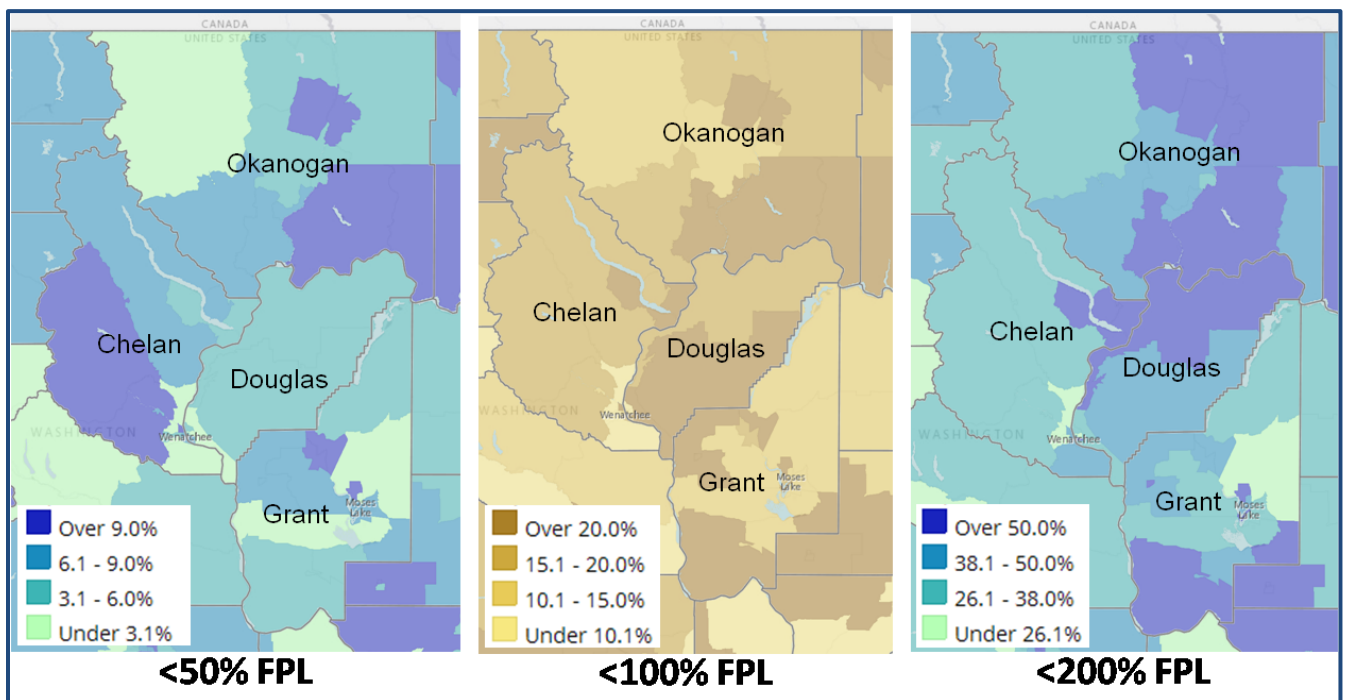 CANADA
UNITED STATES
Okanogan
Chelan
Douglas
WASHINGTON
Wenatchee
Grant
Moses
Lake
Over 9.0%
6.1 - 9.0%
3.1 - 6.0%
Under 3.1%
<50% FPL
CANADA
UNITED STATES
Okanogan
Chelan
Douglas
WASHINGTON
Wenatchee
Grant
Moses
Lake
Over 20.0%
15.1 - 20.0%
10.1 - 15.0%
Under 10.1%
<100% FPL
CANADA
UNITED STATES
Okanogan
Chelan
Douglas
WASHINGTON
Wenatchee
Grant
Moses
Lake
Over 50.0%
38.1 - 50.0%
26.1 - 38.0%
Under 26.1%
<200% FPL